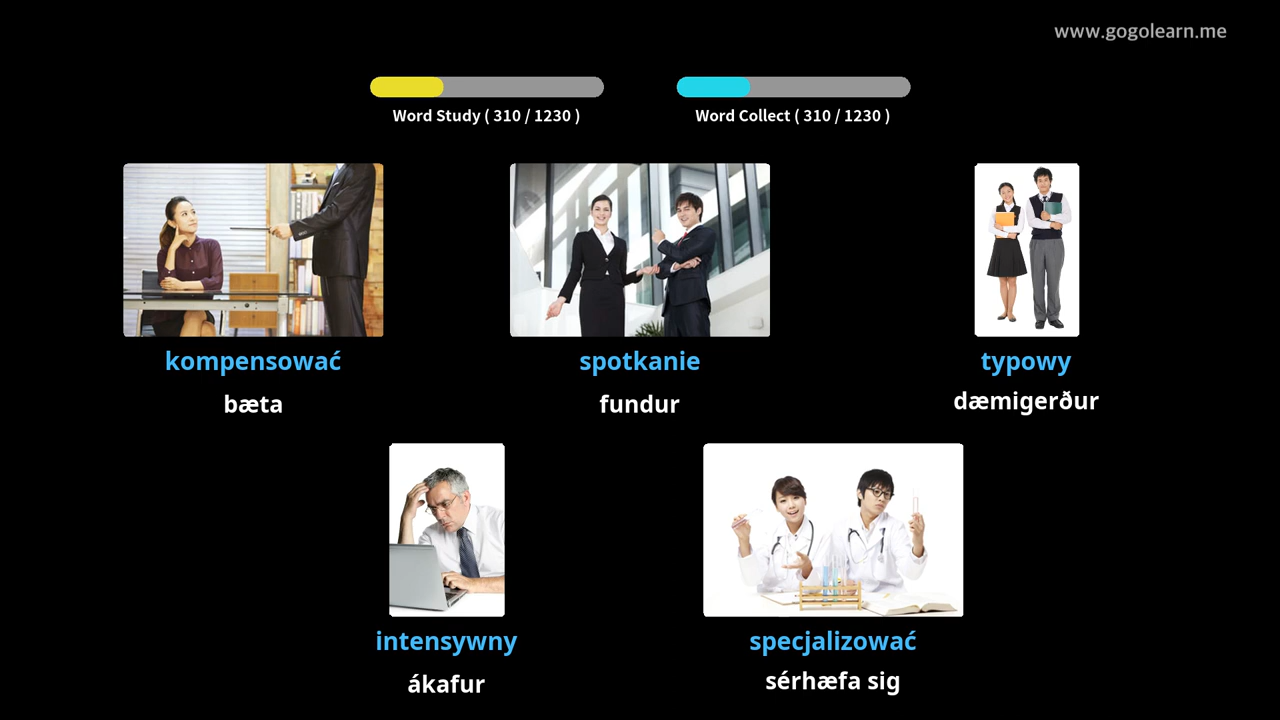 www.gogolearn.me
Word Study ( 310 / 1230 )
Word Collect ( 310 / 1230 )
kompensować
bæta
spotkanie
fundur
typowy
dæmigerður
intensywny
ákafur
specjalizować
sérhæfa sig